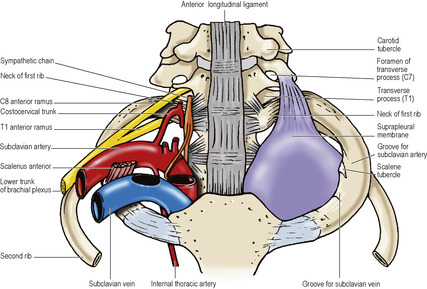 Anterior longitudinal ligament
Sympathetic chain
Neck of first rib
C8 anterior ramus
Costocervical trunk
T1 anterior ramus
Subclavian artery
Scalenus anterior
Lower trunk
of brachial plexus
Second rib
Subclavian vein
Internal thoracic artery
Carotid
tubercle
Foramen of
transverse
process (C7)
Transverse
process (T1)
Neck of first rib
Suprapleural
membrane
Groove for
subclavian artery
Scalene
tubercle
Groove for subclavian vein